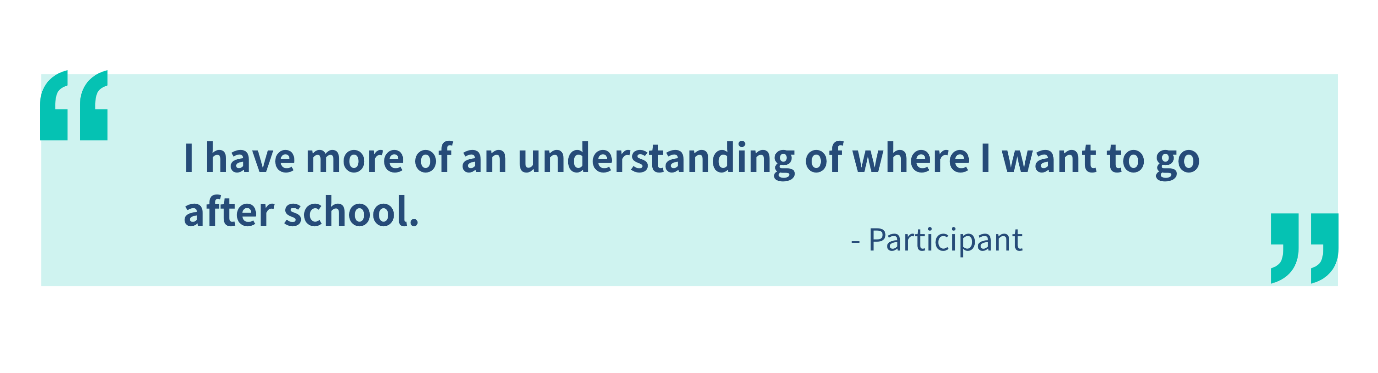 “
I have more of an understanding of where I want to go
after school.
- Participant
”